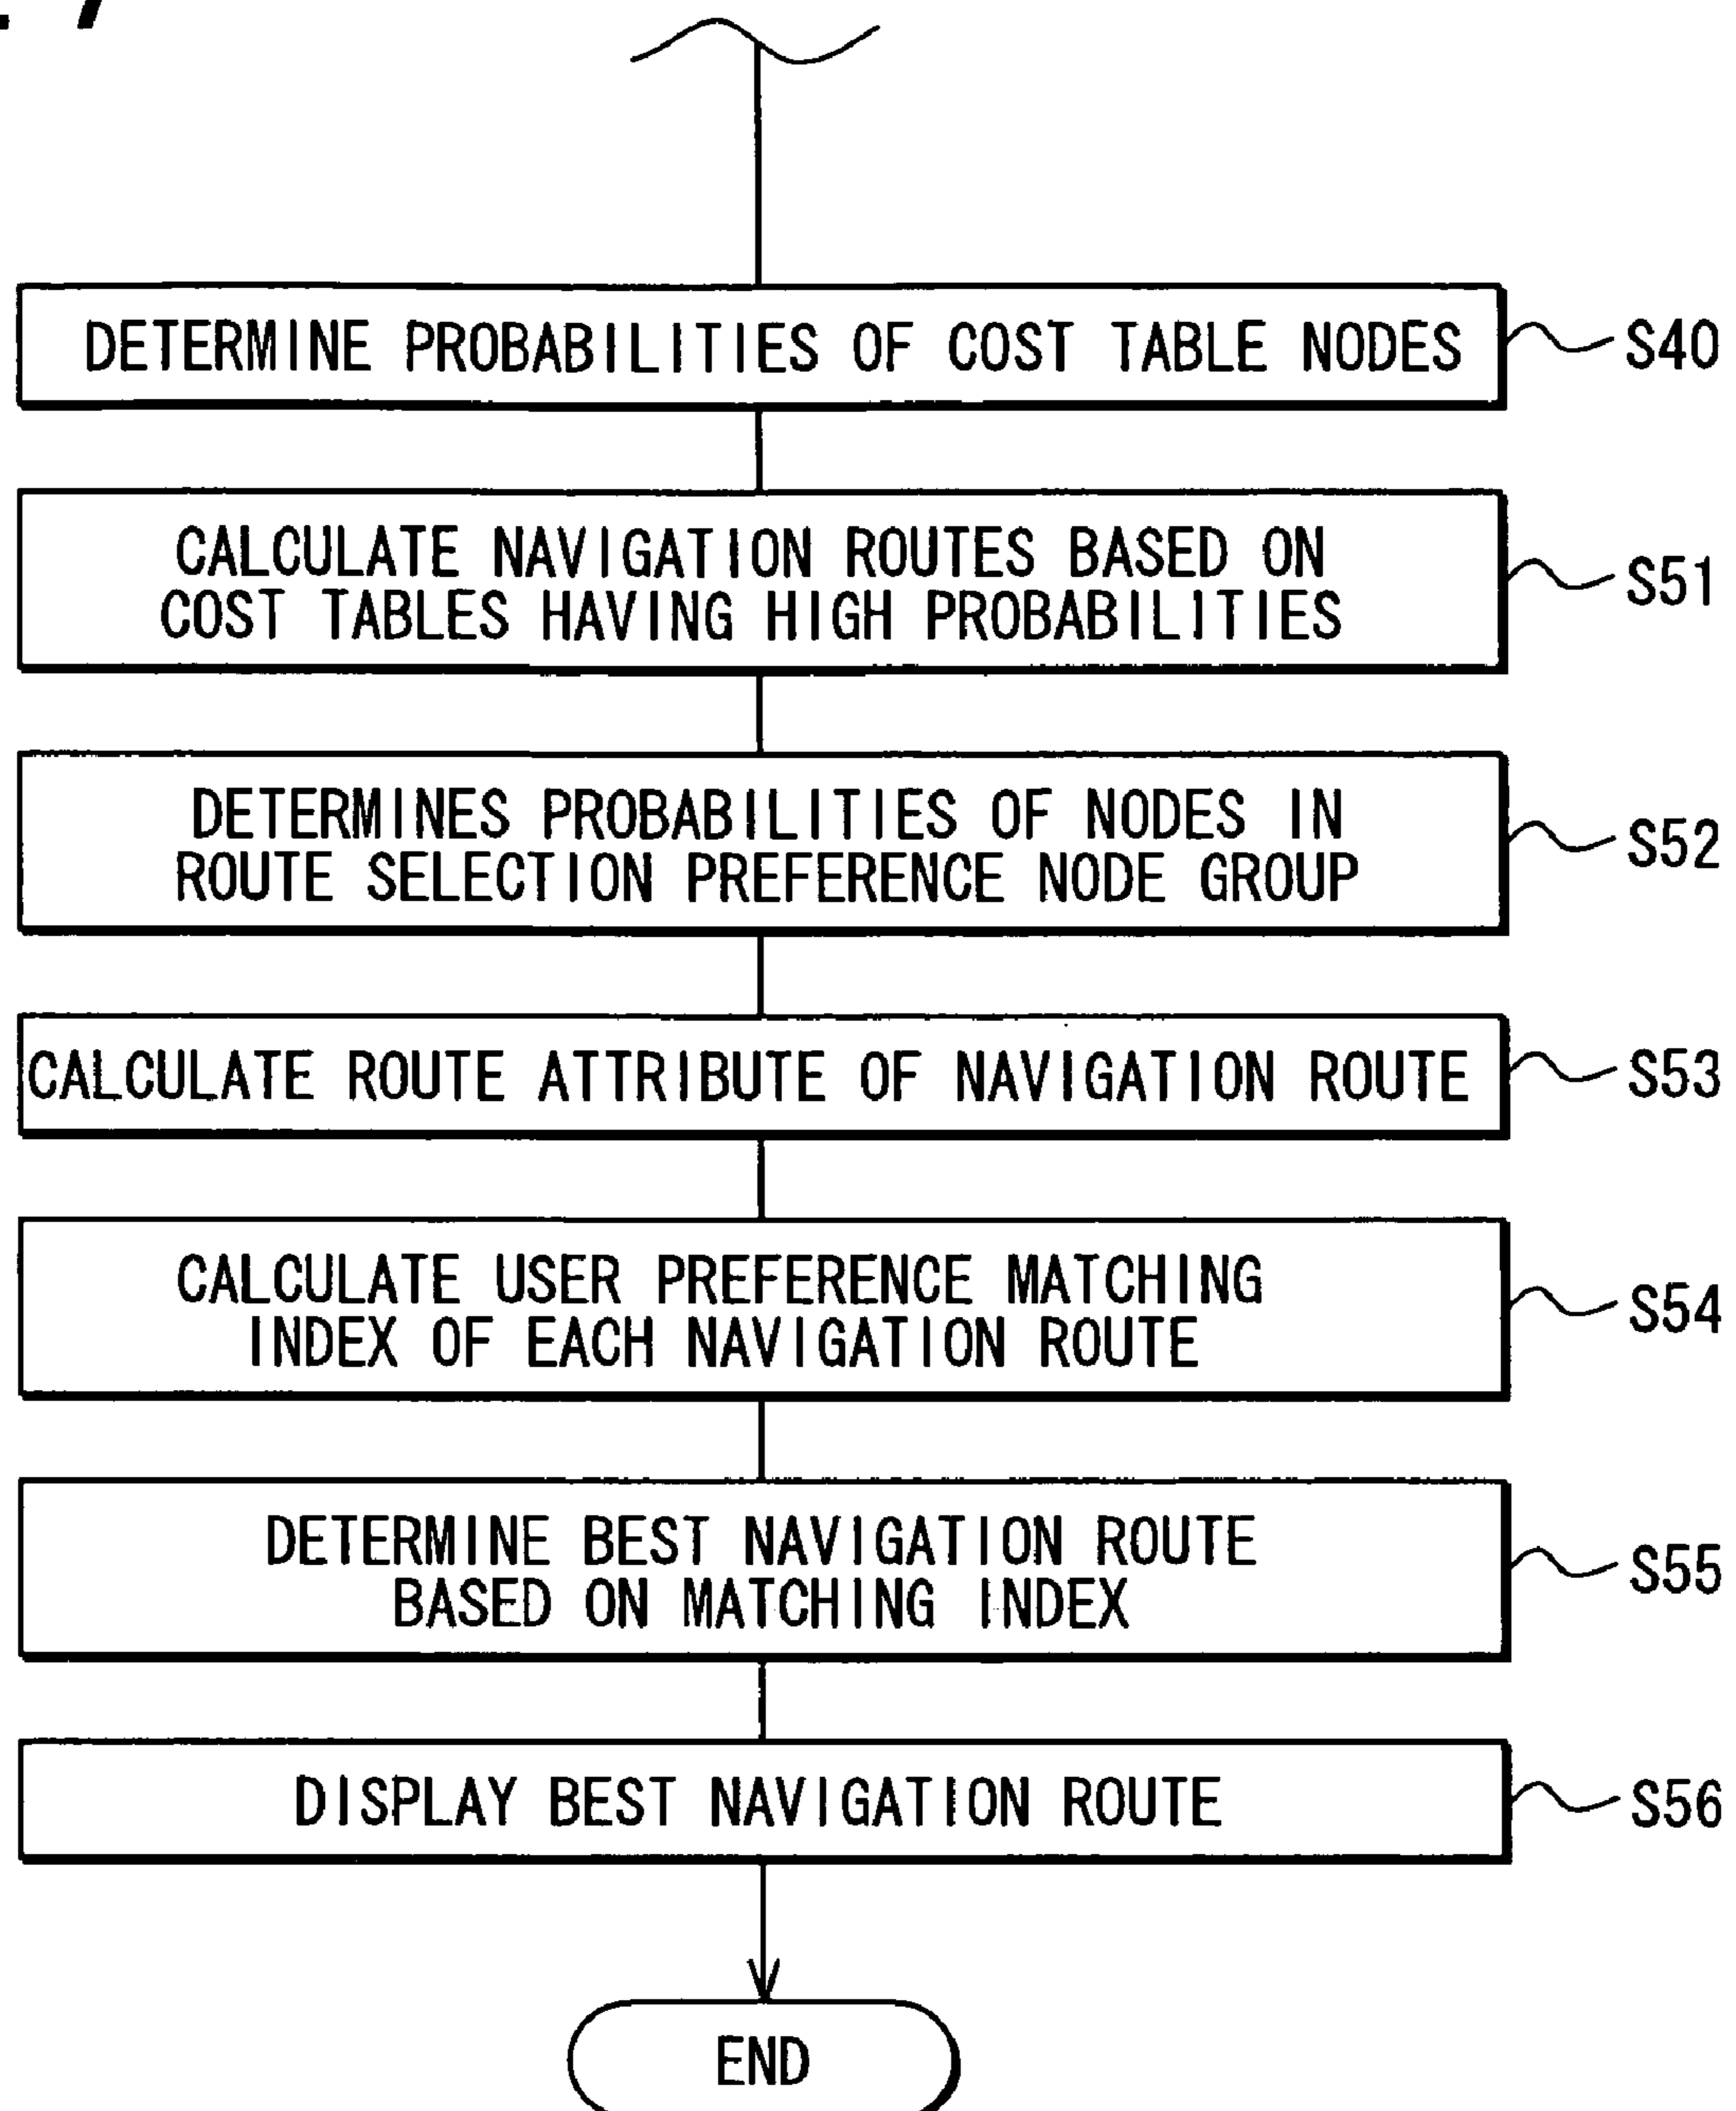 7
DETERMINE PROBABILITIES OF COST TABLE NODES
S40
CALCULATE NAVIGATION ROUTES BASED ON
COST TABLES HAVING HIGH PROBABILITIES
S51
DETERMINES PROBABILITIES OF NODES IN
ROUTE SELECTION PREFERENCE NODE GROUP
S52
CALCULATE ROUTE ATTRIBUTE OF NAVIGATION ROUTE
S53
CALCULATE USER PREFERENCE MATCHING
INDEX OF EACH NAVIGATION ROUTE
S54
DETERMINE BEST NAVIGATION ROUTE
BASED ON MATCHING INDEX
S55
DISPLAY BEST NAVIGATION ROUTE
S56
END